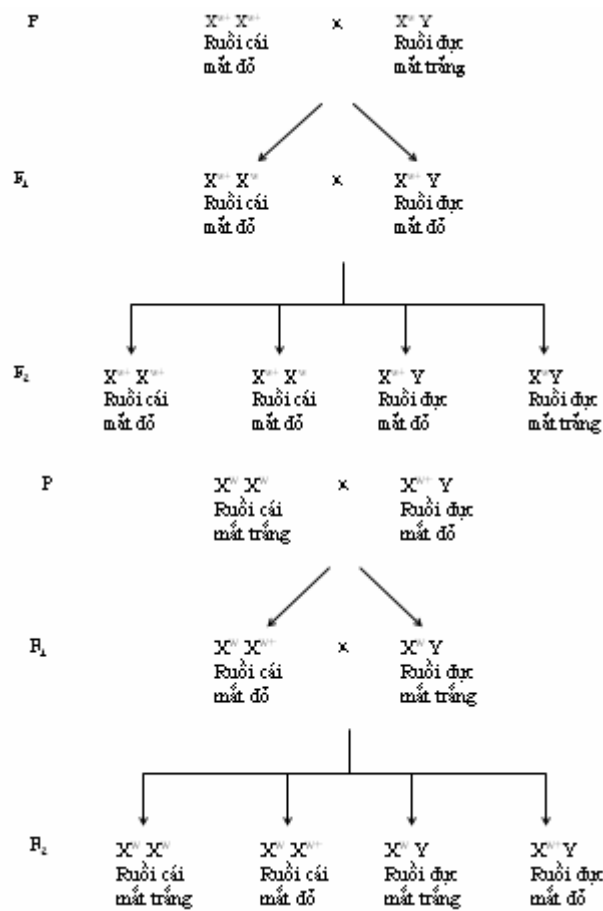 P X^w+ X^w+ x X^w Y
Ruồi cái Ruồi đực
mắt đỏ mắt trắng
F₁ X^w+ X^w x X^w+ Y
Ruồi cái Ruồi đực
mắt đỏ mắt đỏ
F₂ X^w+ X^w+ X^w+ X^w X^w+ Y X^w Y
Ruồi cái Ruồi cái Ruồi đực Ruồi đực
mắt đỏ mắt đỏ mắt đỏ mắt trắng
P X^w X^w x X^w+ Y
Ruồi cái Ruồi đực
mắt trắng mắt đỏ
F₁ X^w X^w+ x X^w Y
Ruồi cái Ruồi đực
mắt đỏ mắt trắng
F₂ X^w X^w X^w X^w+ X^w Y X^w+ Y
Ruồi cái Ruồi cái Ruồi đực Ruồi đực
mắt trắng mắt đỏ mắt trắng mắt đỏ